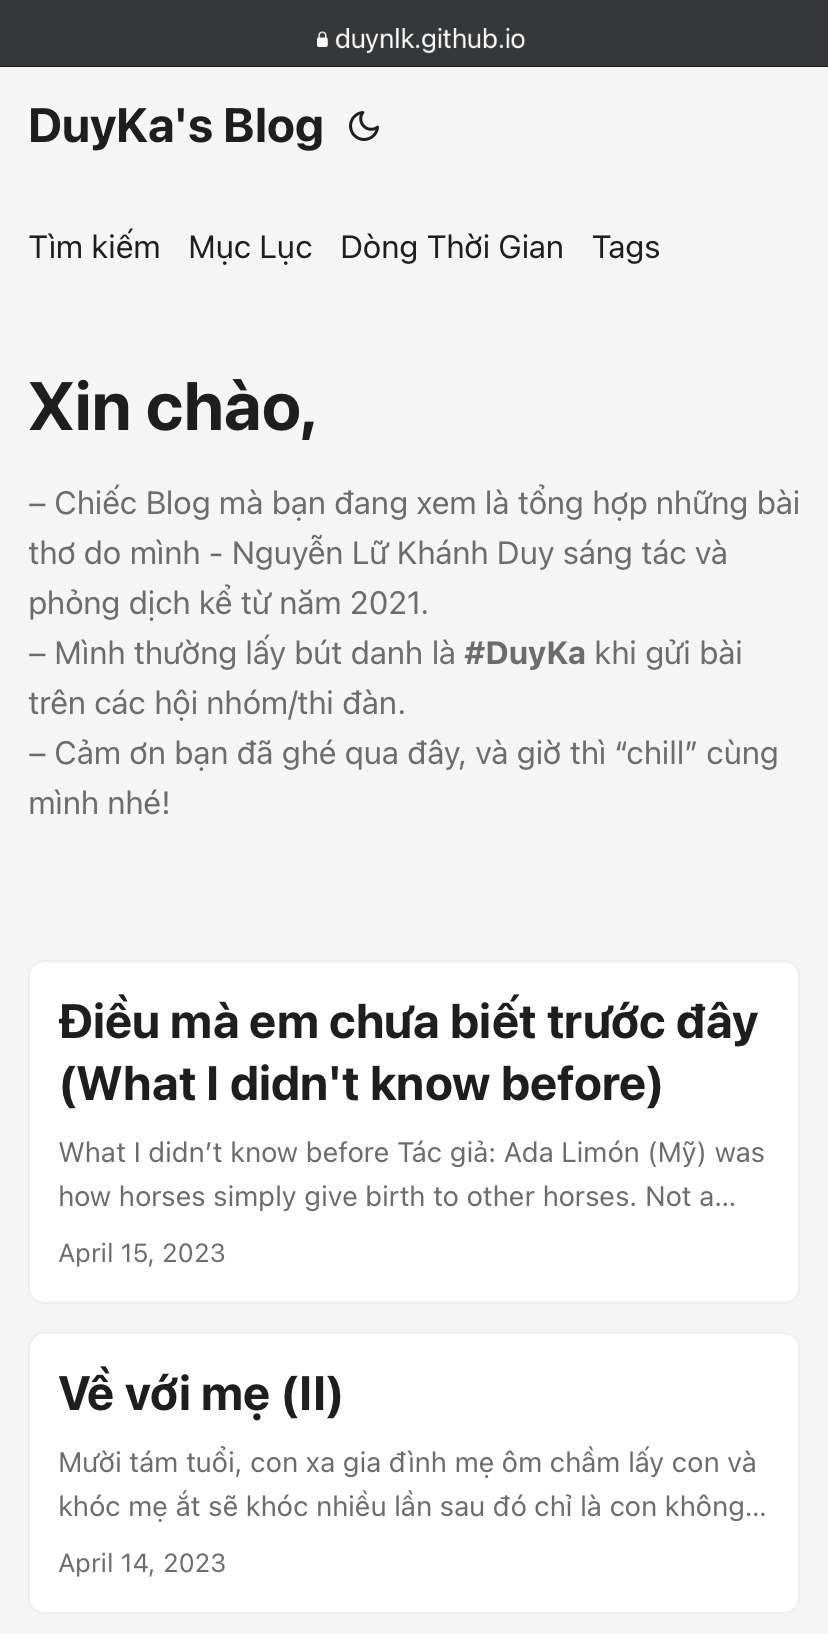 duynlk.github.io
DuyKa's Blog
Tìm kiếm Mục Lục Dòng Thời Gian Tags
Xin chào,
– Chiếc Blog mà bạn đang xem là tổng hợp những bài
thơ do mình - Nguyễn Lữ Khánh Duy sáng tác và
phỏng dịch kể từ năm 2021.
– Mình thường lấy bút danh là #DuyKa khi gửi bài
trên các hội nhóm/thi đàn.
– Cảm ơn bạn đã ghé qua đây, và giờ thì “chill” cùng
mình nhé!
Điều mà em chưa biết trước đây
(What I didn't know before)
What I didn’t know before Tác giả: Ada Limón (Mỹ) was
how horses simply give birth to other horses. Not a...
April 15, 2023
Về với mẹ (II)
Mười tám tuổi, con xa gia đình mẹ ôm chầm lấy con và
khóc mẹ ắt sẽ khóc nhiều lần sau đó chỉ là con không...
April 14, 2023